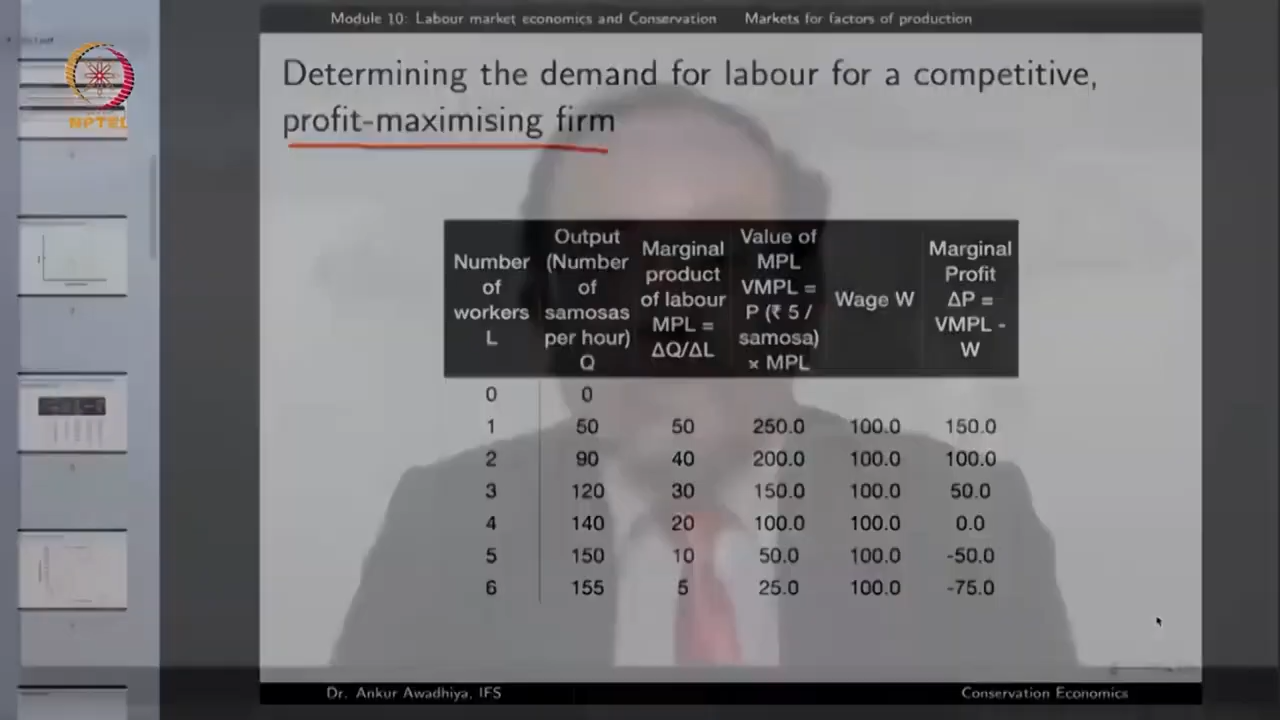 Module 10: Labour market economics and Conservation Markets for factors of production
NPTEL
Determining the demand for labour for a competitive,
profit-maximising firm
Number of workers L
Output (Number of samosas per hour) Q
Marginal product of labour MPL = ΔQ/ΔL
Value of MPL VMPL = P (₹ 5 / samosa) × MPL
Wage W
Marginal Profit ΔP = VMPL - W
0 0
1 50 50 250.0 100.0 150.0
2 90 40 200.0 100.0 100.0
3 120 30 150.0 100.0 50.0
4 140 20 100.0 100.0 0.0
5 150 10 50.0 100.0 -50.0
6 155 5 25.0 100.0 -75.0
Dr. Ankur Awadhiya, IFS Conservation Economics